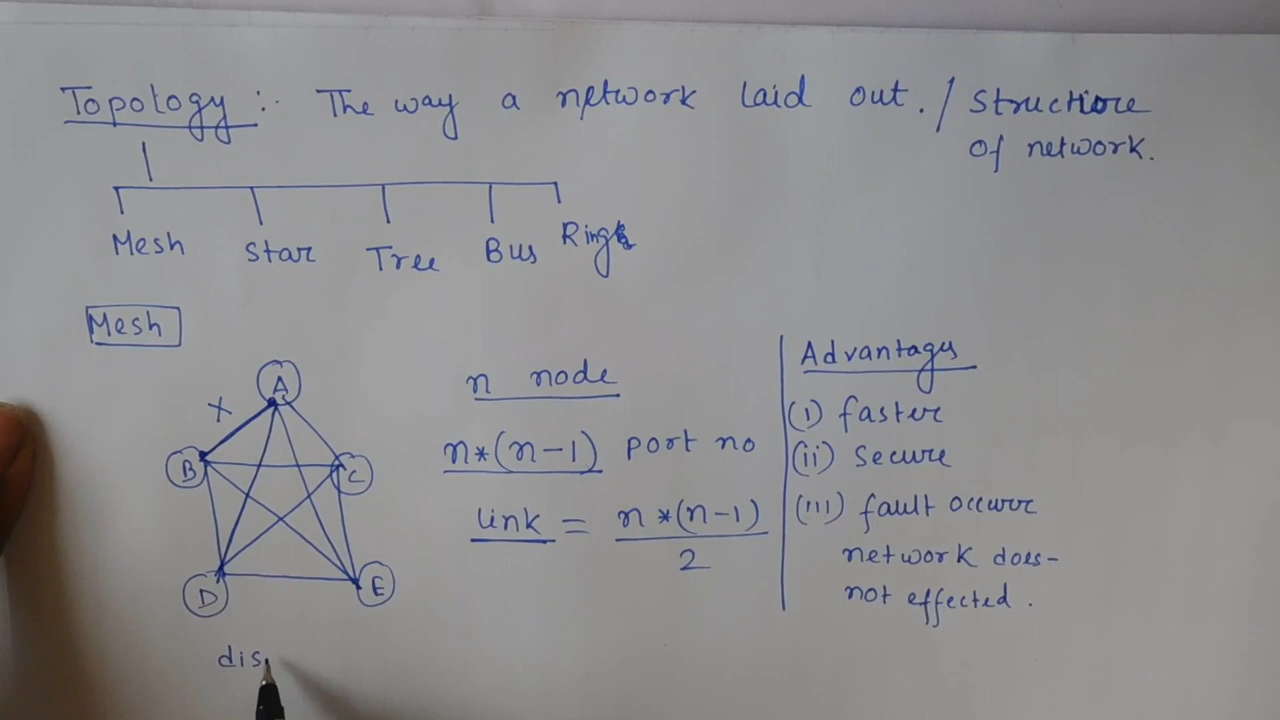 Topology :- The way a network laid out. / Structure
of network.
Mesh Star Tree Bus Ring
Mesh
A
B
C
D
E
x
n node
n*(n-1) port no
link = n*(n-1)
2
Advantages
(i) faster
(ii) Secure
(iii) fault occurr
network does-
not effected.
dis